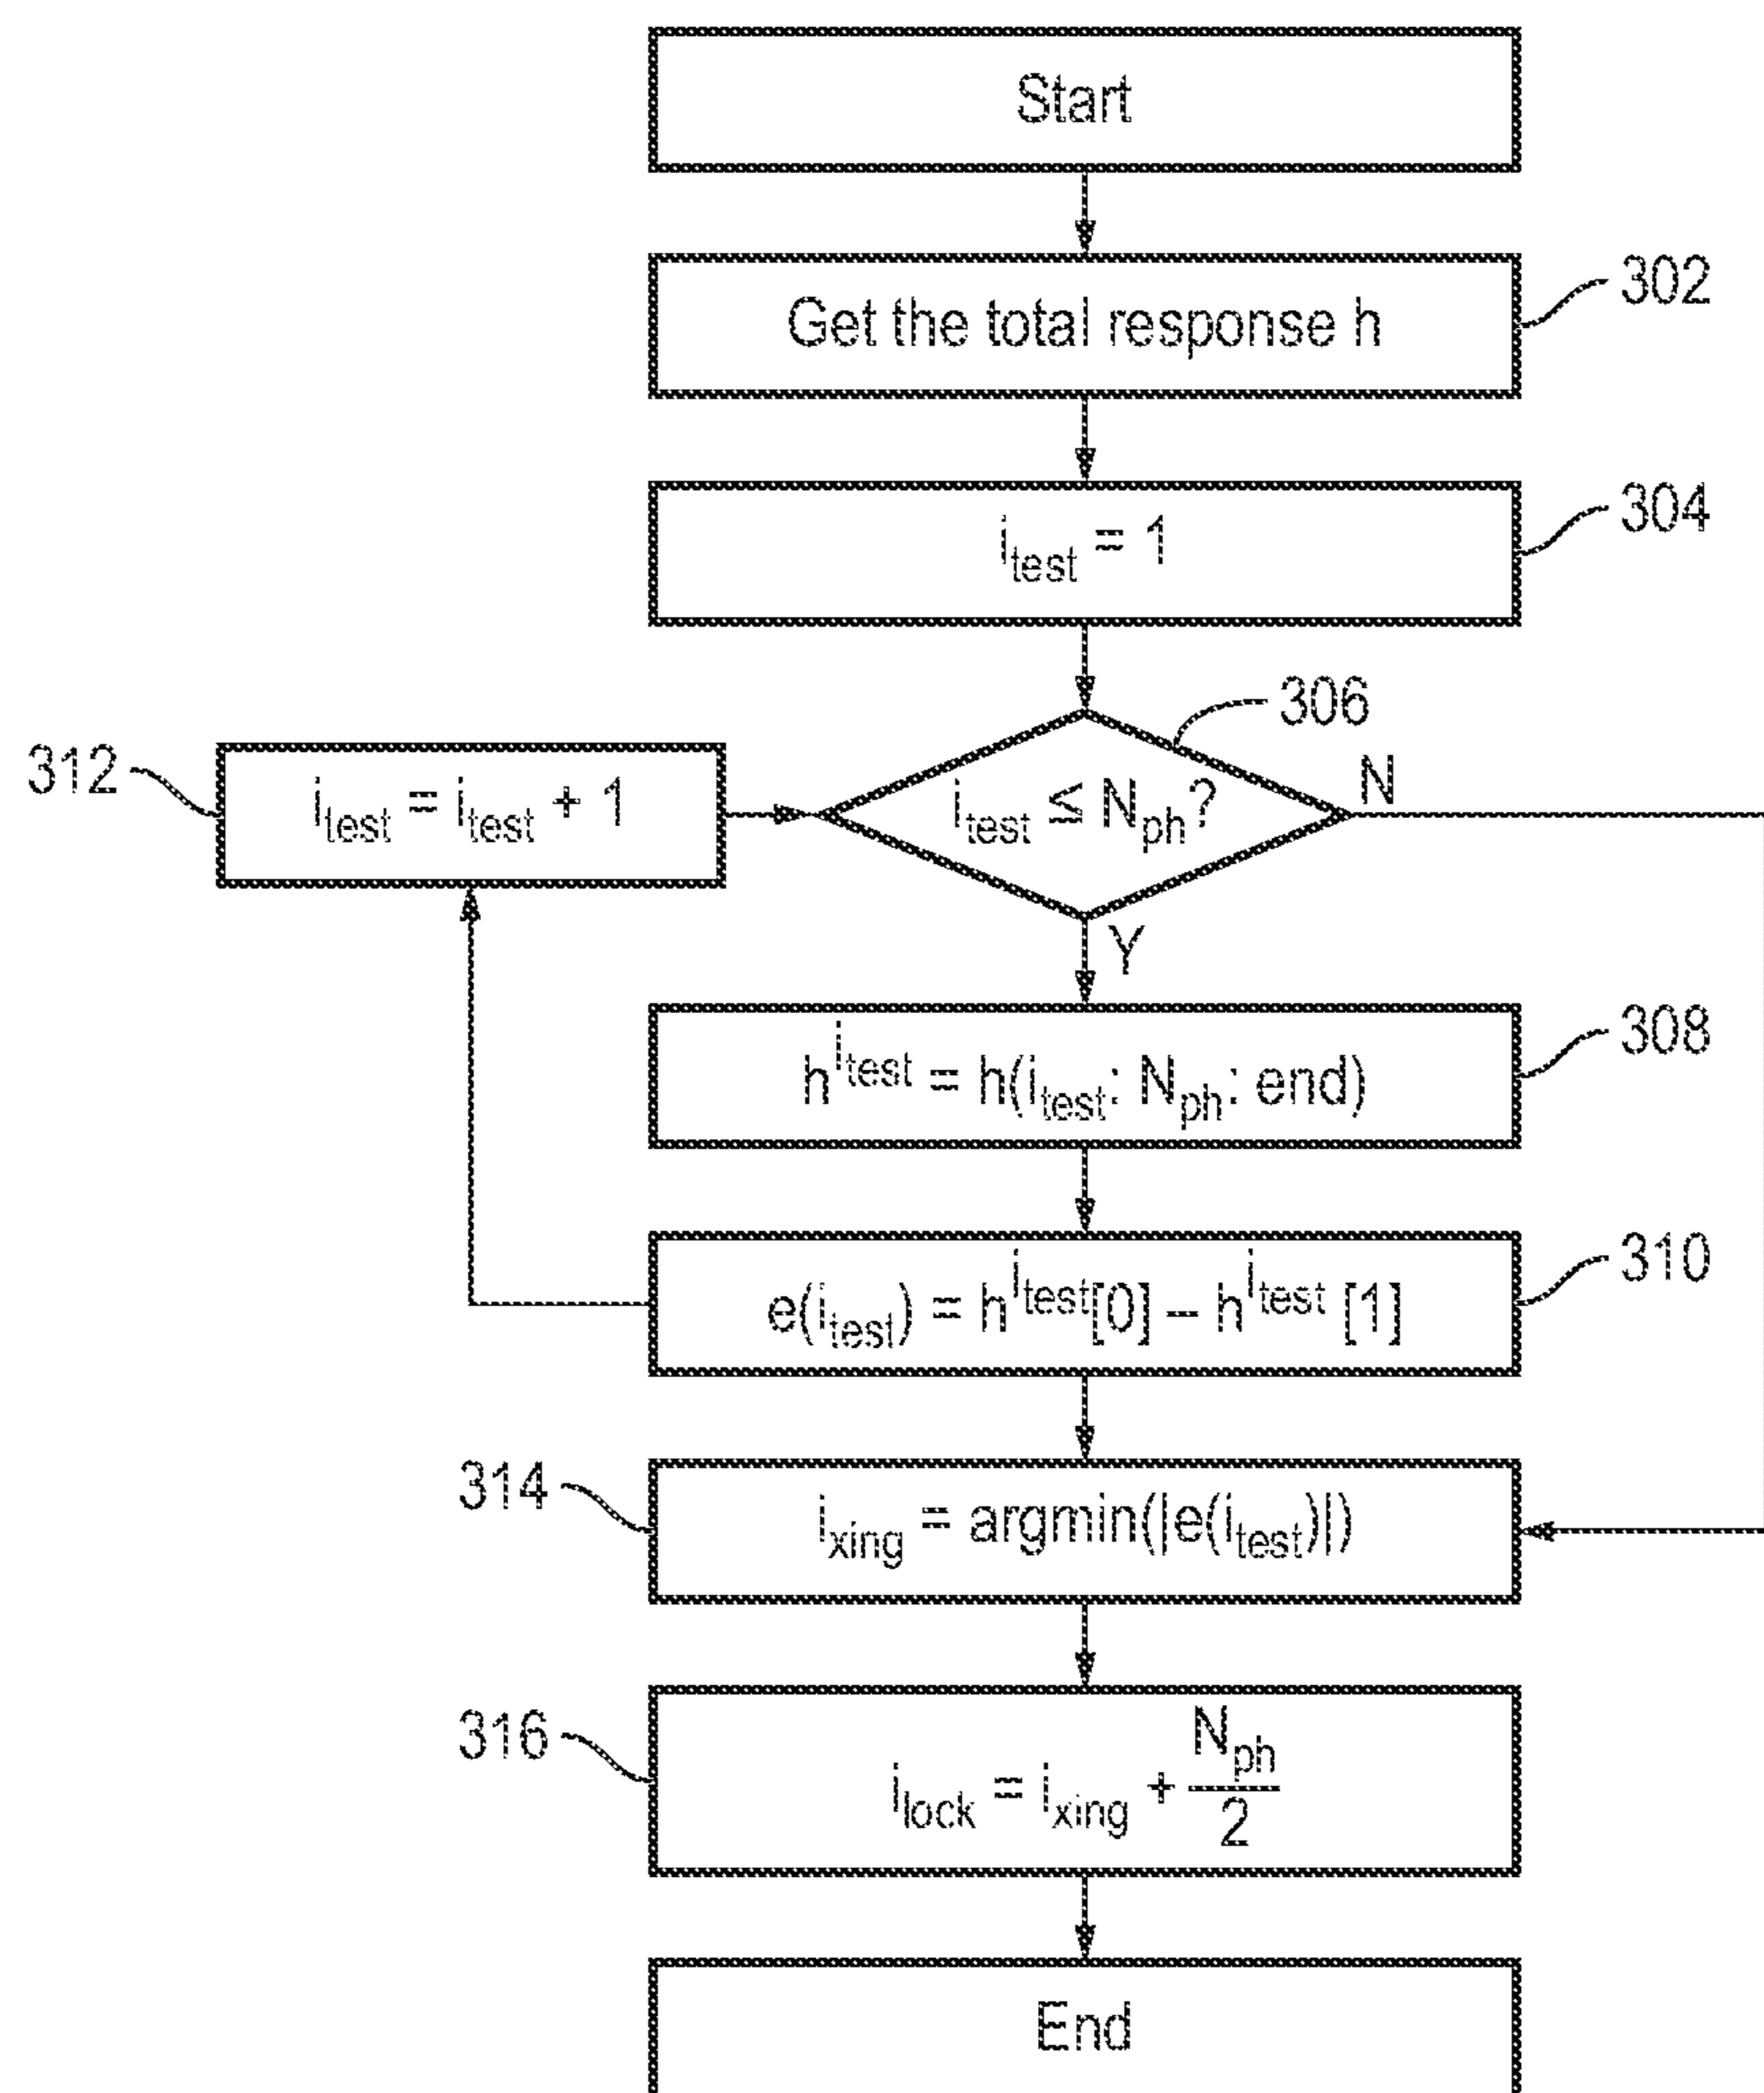 Start
Get the total response h
302
i_test = 1
304
306
312
i_test = i_test + 1
i_test ≤ N_ph?
N
Y
h^i_test = h(i_test: N_ph: end)
308
e(i_test) = h^i_test[0] – h^i_test [1]
310
314
i_xing = argmin(|e(i_test)|)
316
i_lock = i_xing + N_ph/2
End